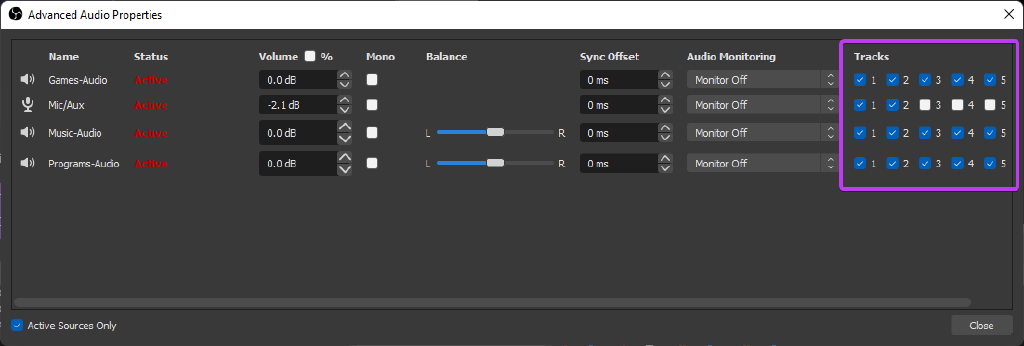 Advanced Audio Properties
Name Status Volume % Mono Balance Sync Offset Audio Monitoring Tracks
Games-Audio Active 0.0 dB 0 ms Monitor Off 1 2 3 4 5
Mic/Aux Active -2.1 dB 0 ms Monitor Off 1 2 3 4 5
Music-Audio Active 0.0 dB L R 0 ms Monitor Off 1 2 3 4 5
Programs-Audio Active 0.0 dB L R 0 ms Monitor Off 1 2 3 4 5
Active Sources Only Close